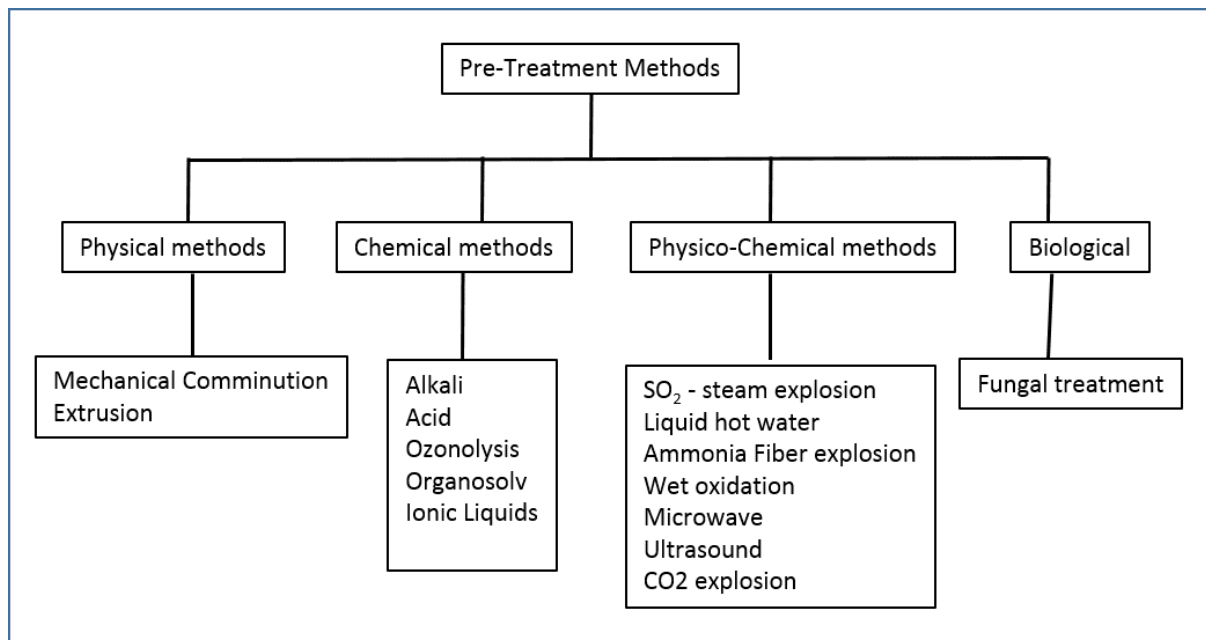 Pre-Treatment Methods
Physical methods
Chemical methods
Physico-Chemical methods
Biological
Mechanical Comminution
Extrusion
Alkali
Acid
Ozonolysis
Organosolv
Ionic Liquids
SO₂ - steam explosion
Liquid hot water
Ammonia Fiber explosion
Wet oxidation
Microwave
Ultrasound
CO2 explosion
Fungal treatment